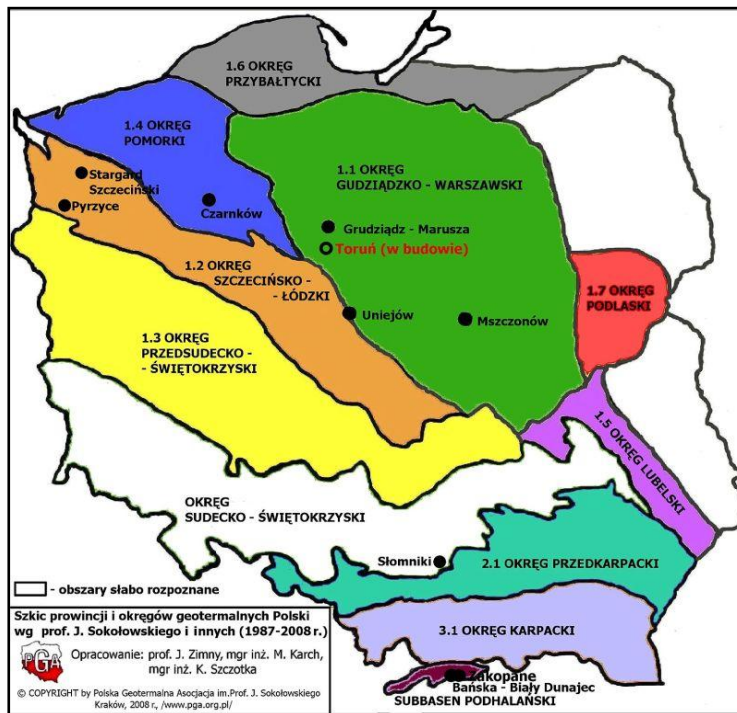 1.6 OKRĘG
PRZYBAŁTYCKI
1.4 OKRĘG
POMORKI
1.1 OKRĘG
GUDZIĄDZKO - WARSZAWSKI
Stargard
Szczeciński
Pyrzyce
Czarnków
Grudziądz - Marusza
Toruń (w budowie)
1.2 OKRĘG
SZCZECIŃSKO -
- ŁÓDZKI
1.7 OKRĘG
PODLASKI
Uniejów
Mszczonów
1.3 OKRĘG
PRZEDSUDECKO -
- ŚWIĘTOKRZYSKI
1.5 OKRĘG LUBELSKI
OKRĘG
SUDECKO - ŚWIĘTOKRZYSKI
Słomniki
2.1 OKRĘG PRZEDKARPACKI
- obszary słabo rozpoznane
3.1 OKRĘG KARPACKI
Zakopane
Bańska - Biały Dunajec
SUBBASEN PODHALAŃSKI
Szkic prowincji i okręgów geotermalnych Polski
wg prof. J. Sokołowskiego i innych (1987-2008 r.)
PGA
Opracowanie: prof. J. Zimny, mgr inż. M. Karch,
mgr inż. K. Szczotka
© COPYRIGHT by Polska Geotermalna Asocjacja im.Prof. J. Sokołowskiego
Kraków, 2008 r., /www.pga.org.pl/